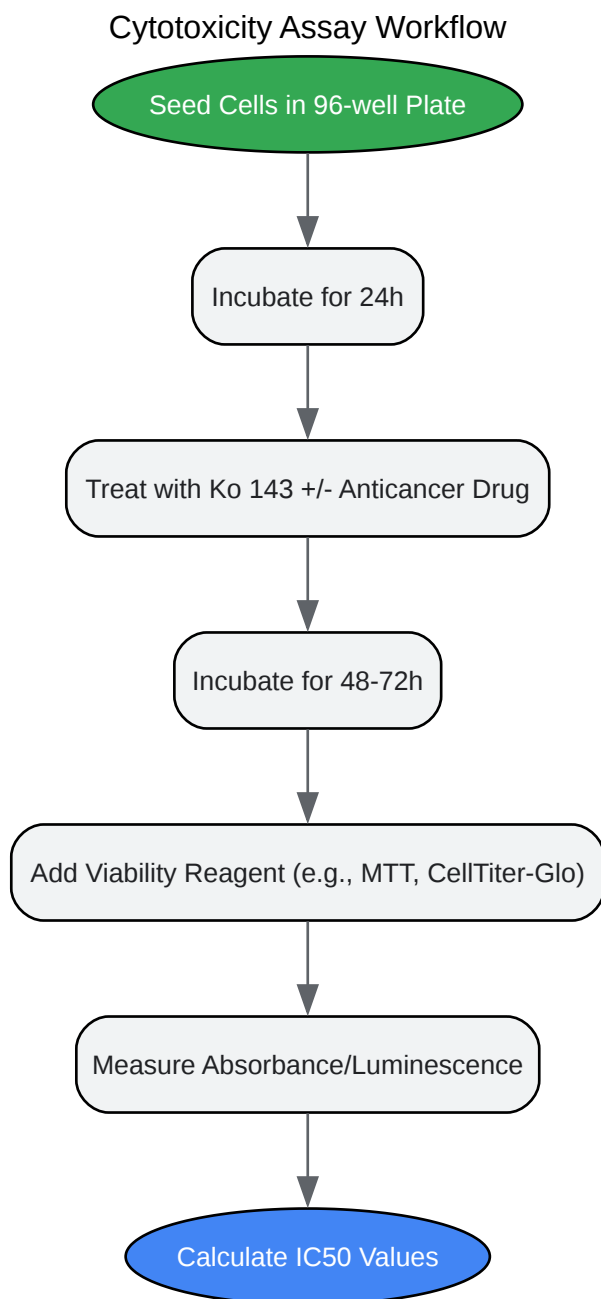 Cytotoxicity Assay Workflow
Seed Cells in 96-well Plate
Incubate for 24h
Treat with Ko 143 +/- Anticancer Drug
Incubate for 48-72h
Add Viability Reagent (e.g., MTT, CellTiter-Glo)
Measure Absorbance/Luminescence
Calculate IC50 Values